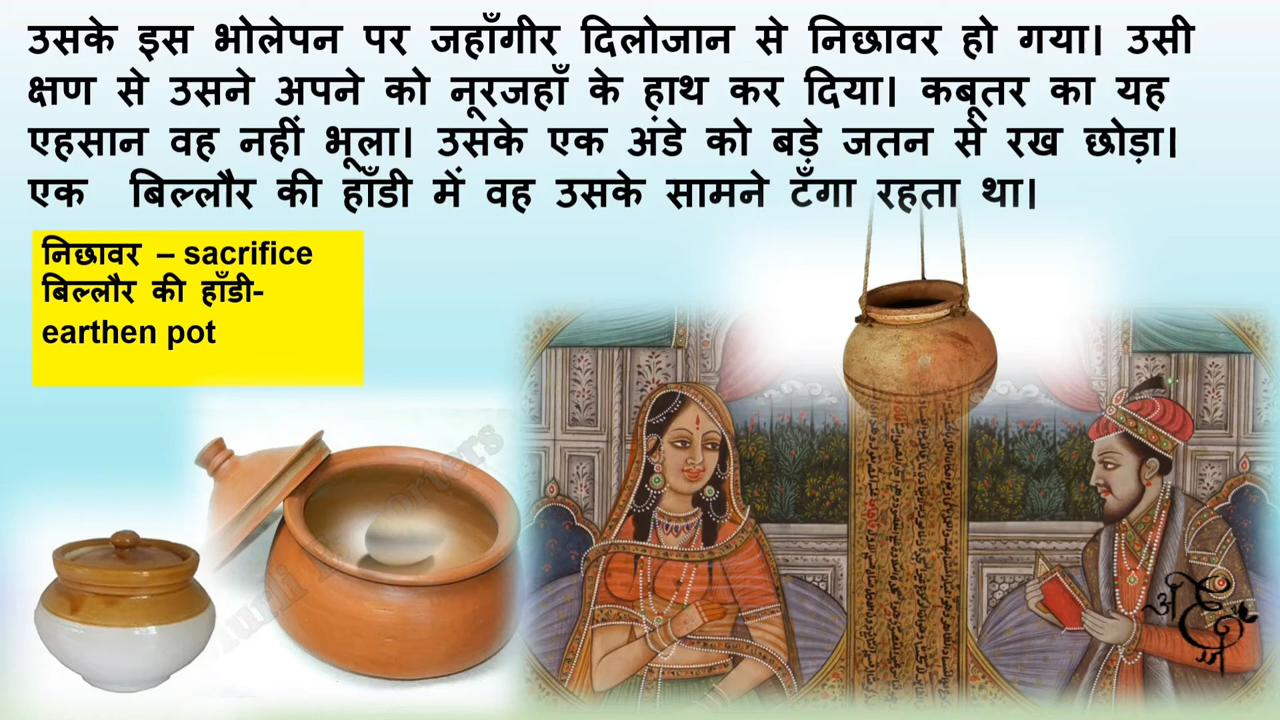 उसके इस भोलेपन पर जहाँगीर दिलोजान से निछावर हो गया। उसी
क्षण से उसने अपने को नूरजहाँ के हाथ कर दिया। कबूतर का यह
एहसान वह नहीं भूला। उसके एक अंडे को बड़े जतन से रख छोड़ा।
एक बिल्लौर की हाँडी में वह उसके सामने टँगा रहता था।
निछावर – sacrifice
बिल्लौर की हाँडी-
earthen pot